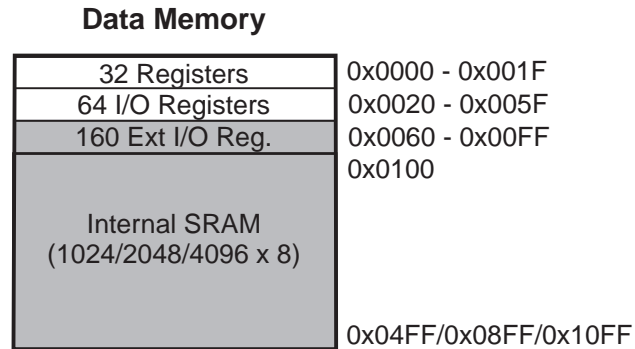 Data Memory
32 Registers 0x0000 - 0x001F
64 I/O Registers 0x0020 - 0x005F
160 Ext I/O Reg. 0x0060 - 0x00FF
0x0100
Internal SRAM
(1024/2048/4096 x 8)
0x04FF/0x08FF/0x10FF